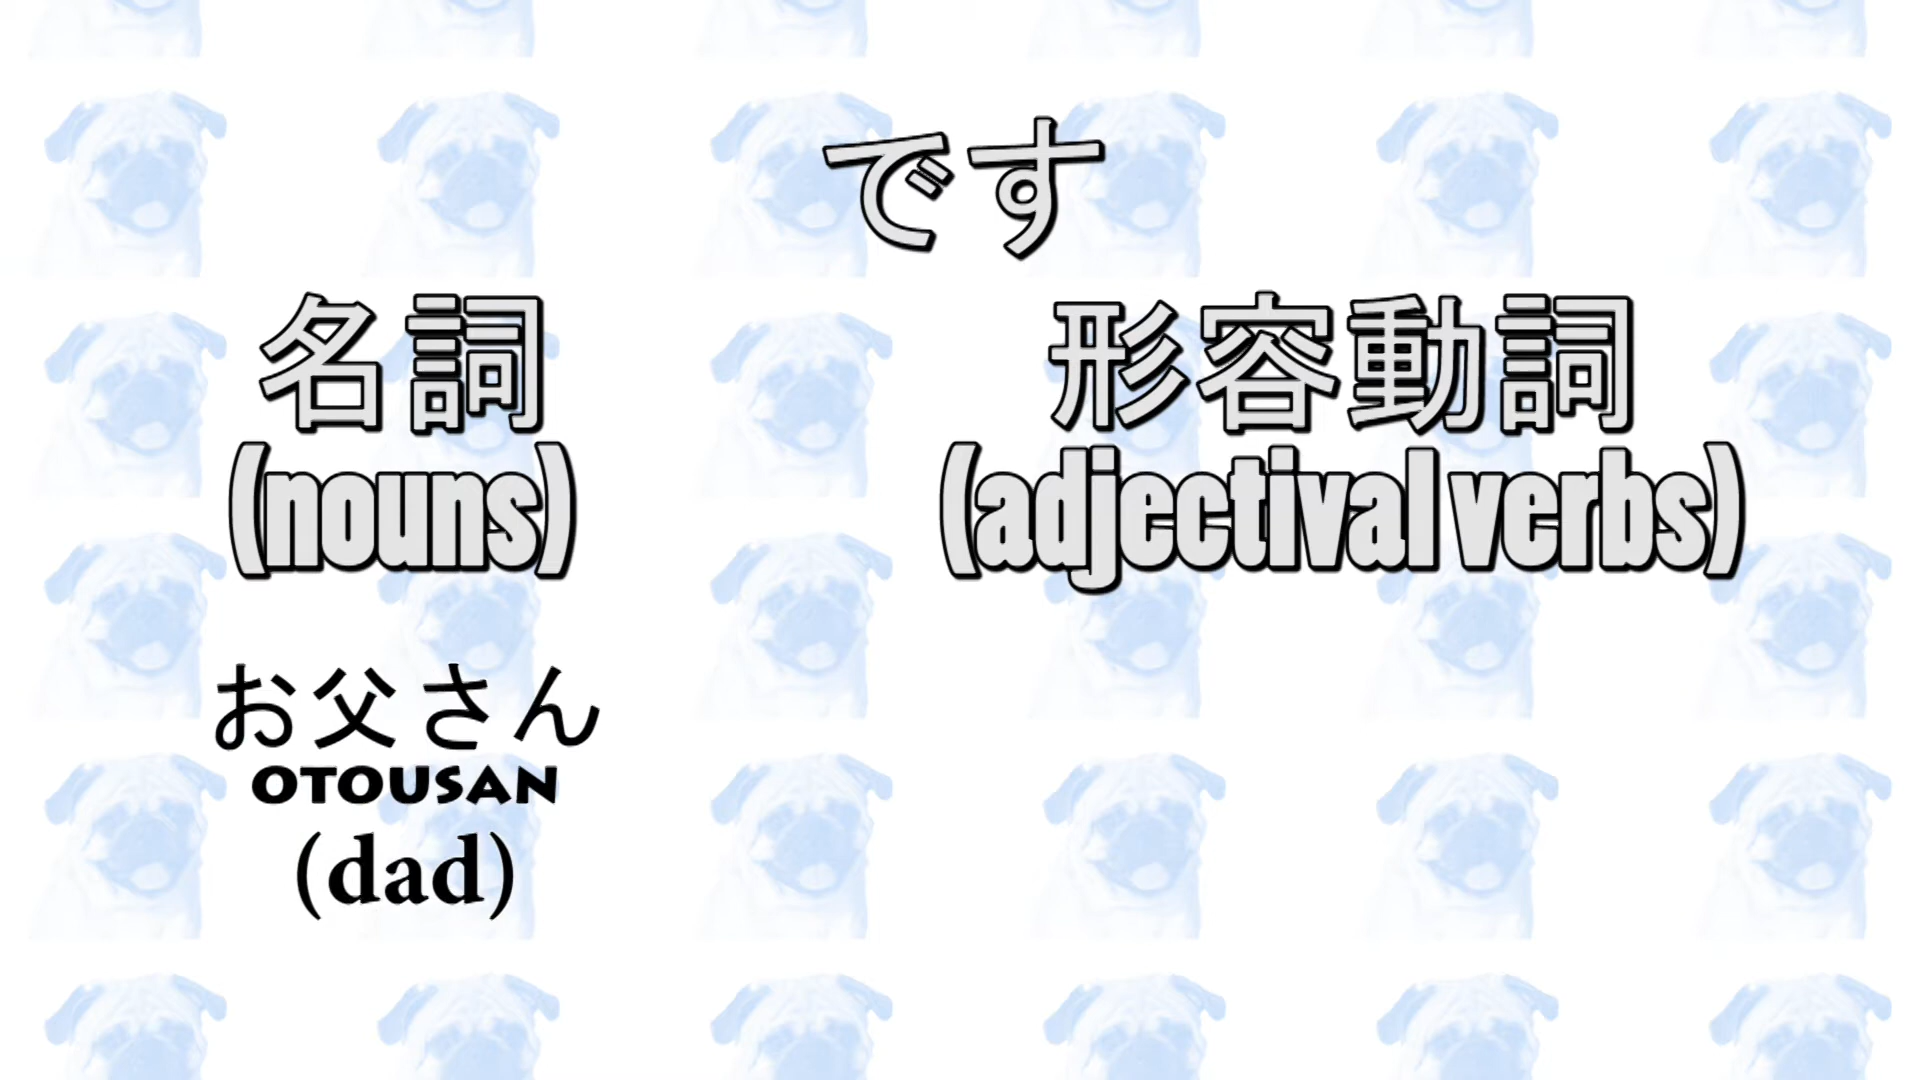 です
名詞
(nouns)
形容動詞
(adjectival verbs)
お父さん
OTOUSAN
(dad)